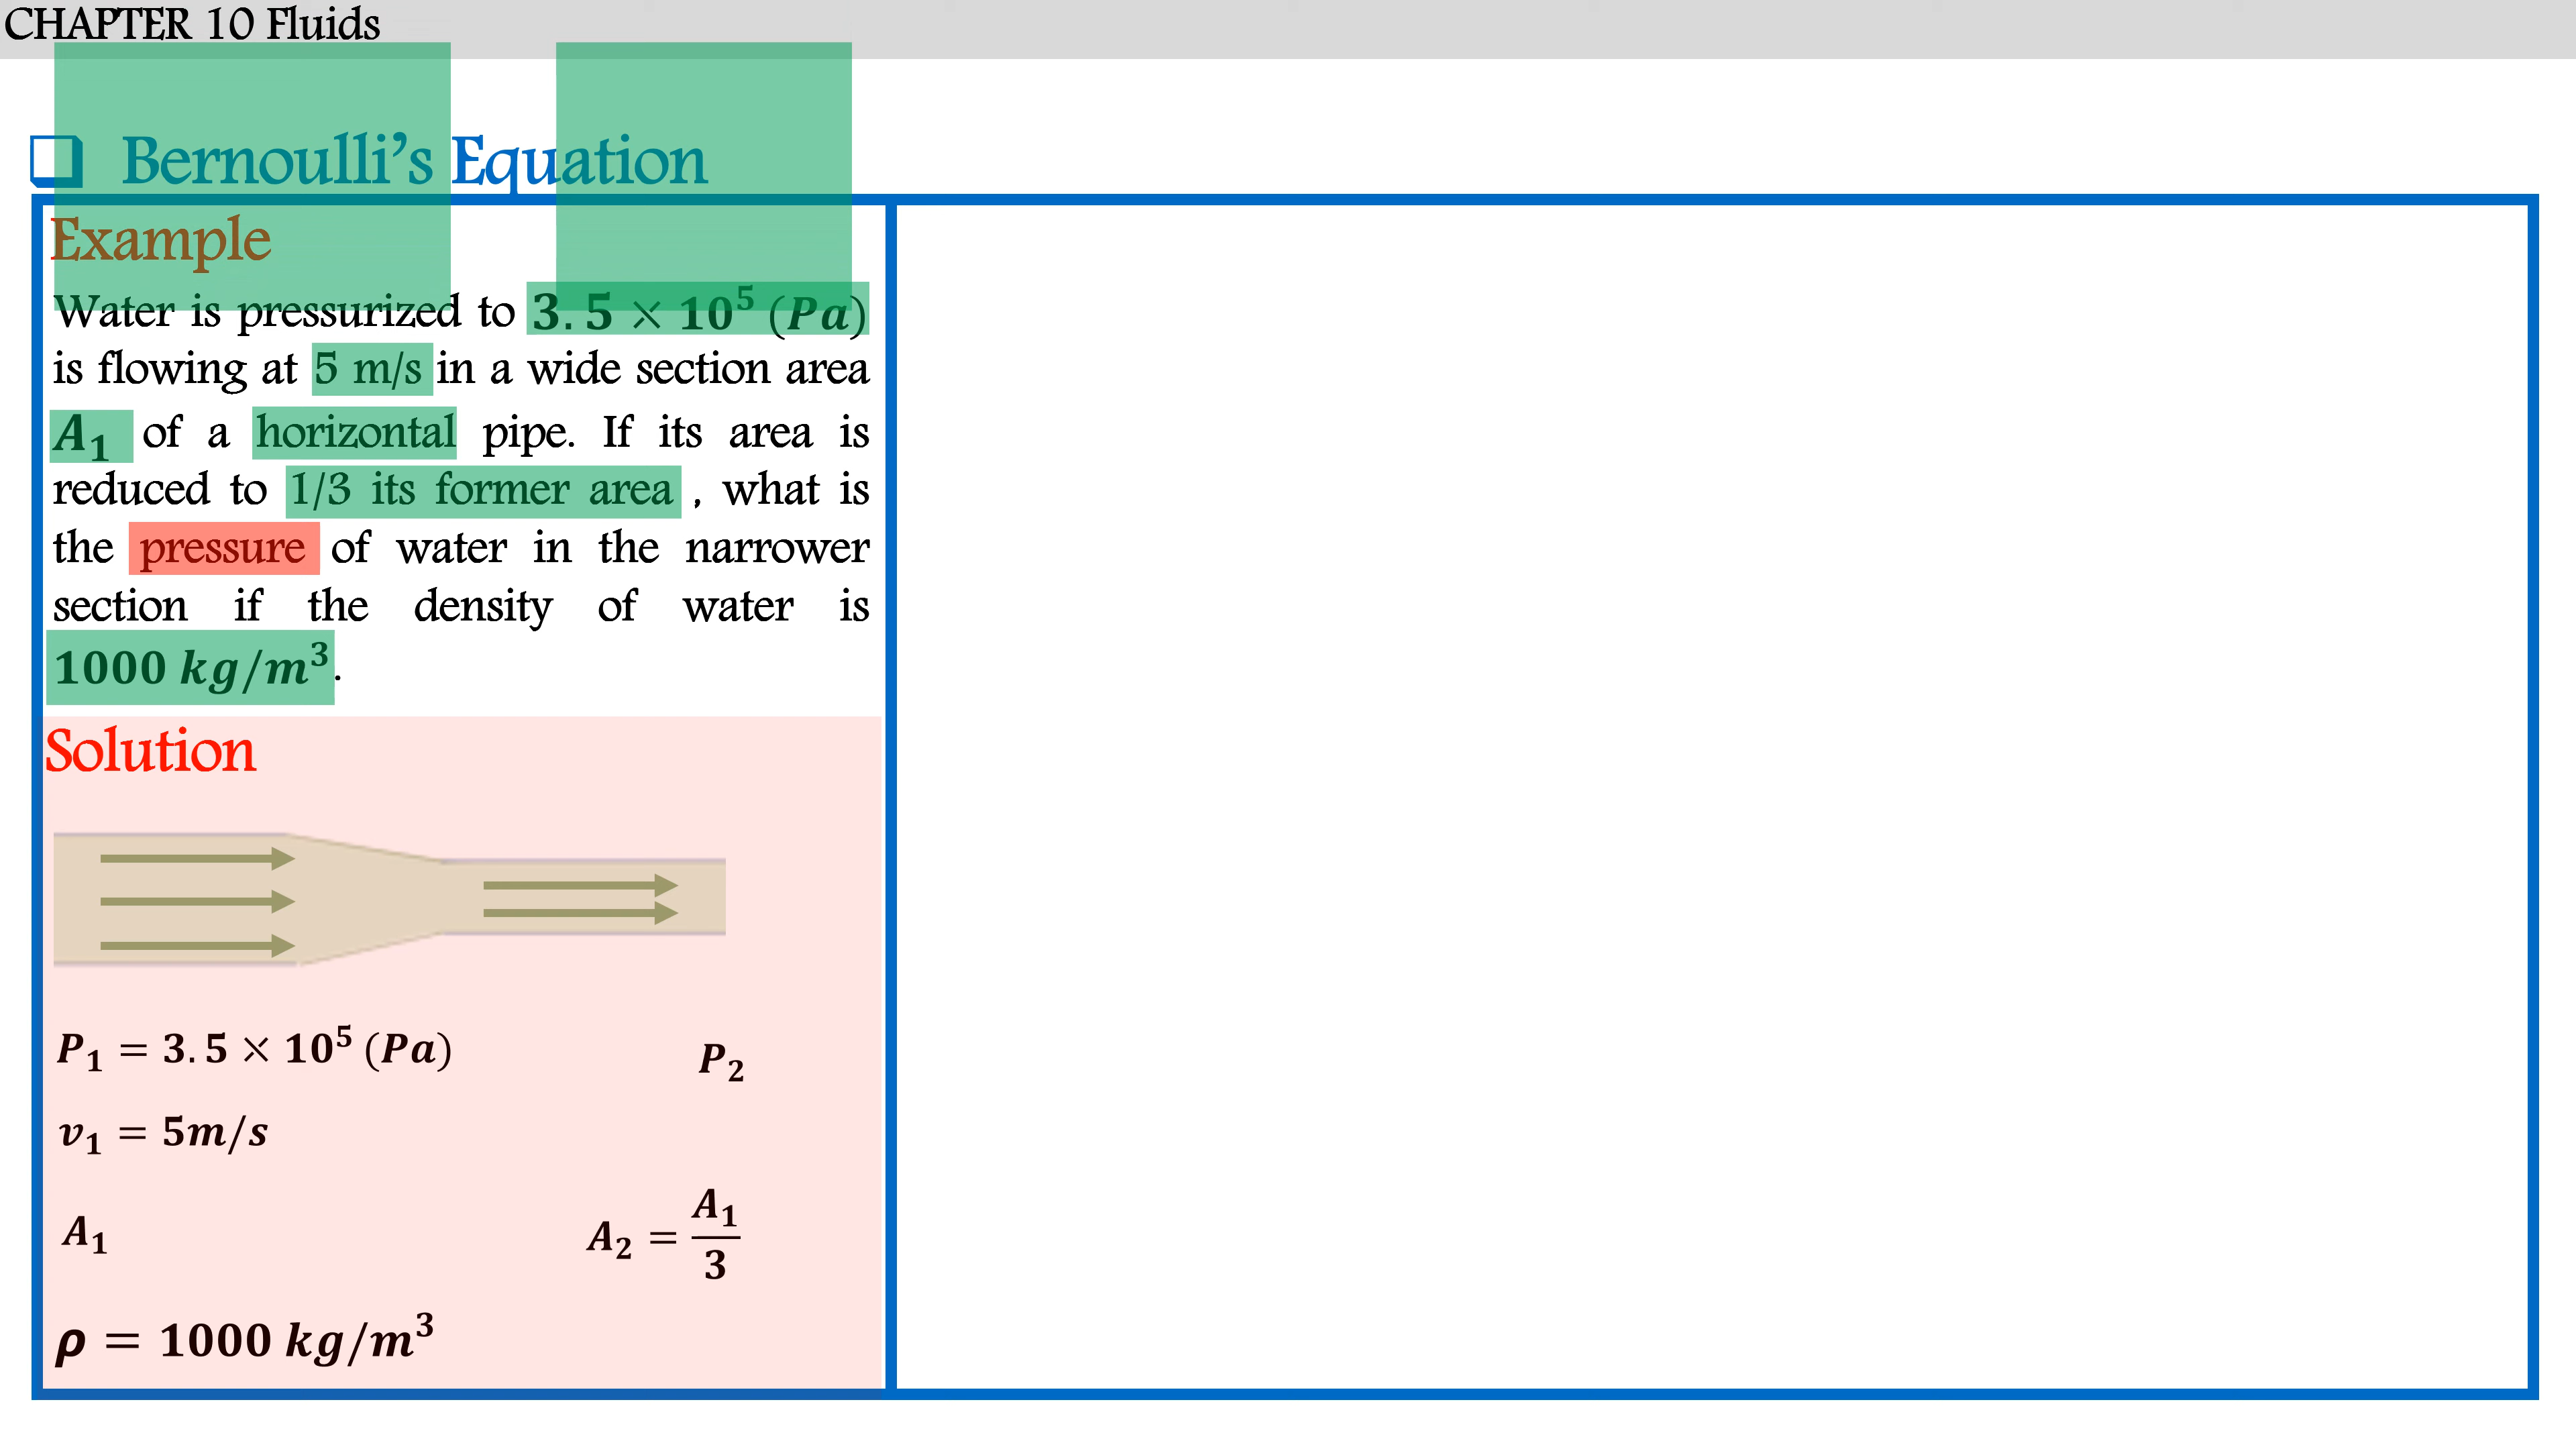 CHAPTER 10 Fluids
❑ Bernoulli's Equation
Example
Water is pressurized to 3.5 × 10⁵ (Pa)
is flowing at 5 m/s in a wide section area
A₁ of a horizontal pipe. If its area is
reduced to 1/3 its former area , what is
the pressure of water in the narrower
section if the density of water is
1000 kg/m³.
Solution
P₁ = 3.5 × 10⁵ (Pa)
P₂
v₁ = 5m/s
A₁
A₂ = A₁/3
ρ = 1000 kg/m³